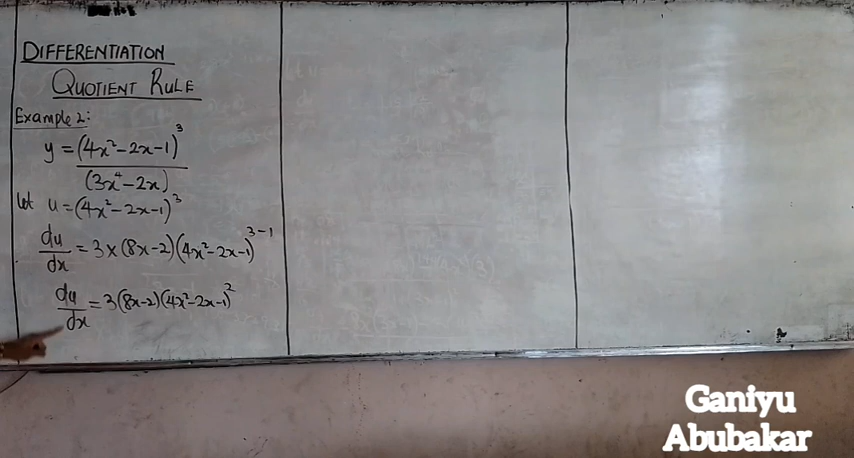 DIFFERENTIATION
QUOTIENT RULE
Example 2:
y = (4x²-2x-1)³
(3x⁴-2x)
Let u = (4x²-2x-1)³
du/dx = 3×(8x-2)(4x²-2x-1)³⁻¹
du/dx = 3(8x-2)(4x²-2x-1)²
Ganiyu
Abubakar